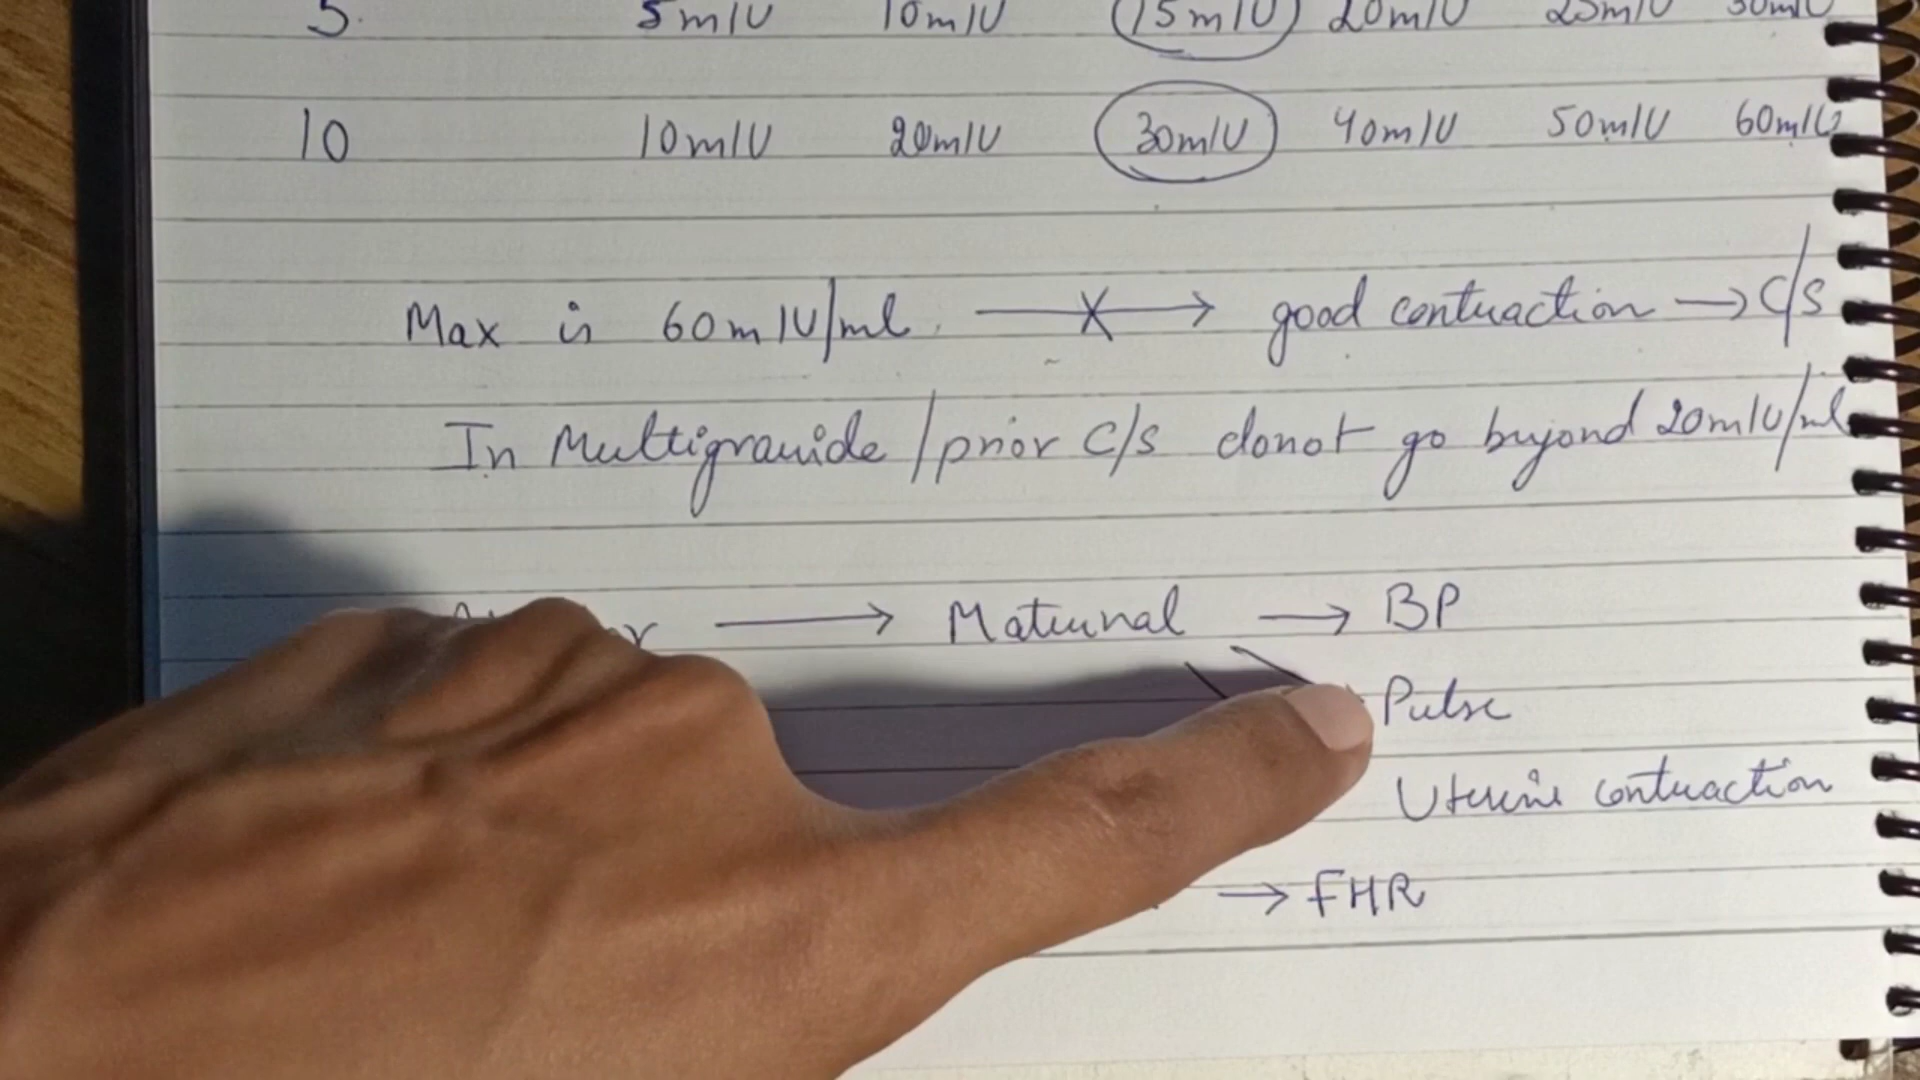 5. 5mIU 10mIU 15mIU 20mIU 25mIU 30mIU
10 10mIU 20mIU 30mIU 40mIU 50mIU 60mIU
Max is 60mIU/ml. X good contraction → C/S
In Multigravide / prior C/S donot go beyond 20mIU/ml
→ Maternal → BP
Pulse
Uterine contraction
→ FHR